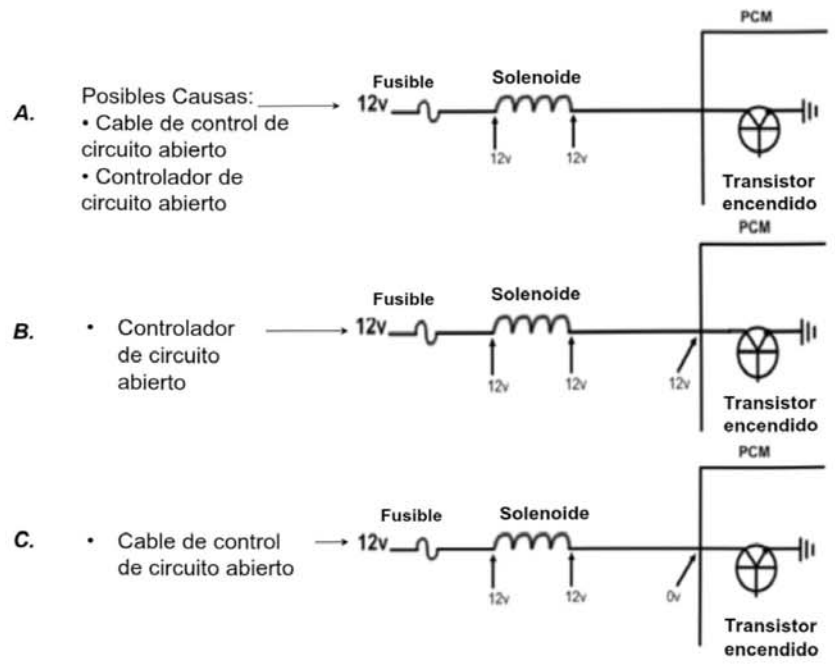 PCM
Fusible
Solenoide
A.
Posibles Causas:
12v
• Cable de control de
circuito abierto
12v
12v
• Controlador de
circuito abierto
Transistor
encendido
PCM
Fusible
Solenoide
B.
• Controlador
de circuito
abierto
12v
12v
12v
12v
Transistor
encendido
PCM
Fusible
Solenoide
C.
• Cable de control
de circuito abierto
12v
12v
12v
0v
Transistor
encendido